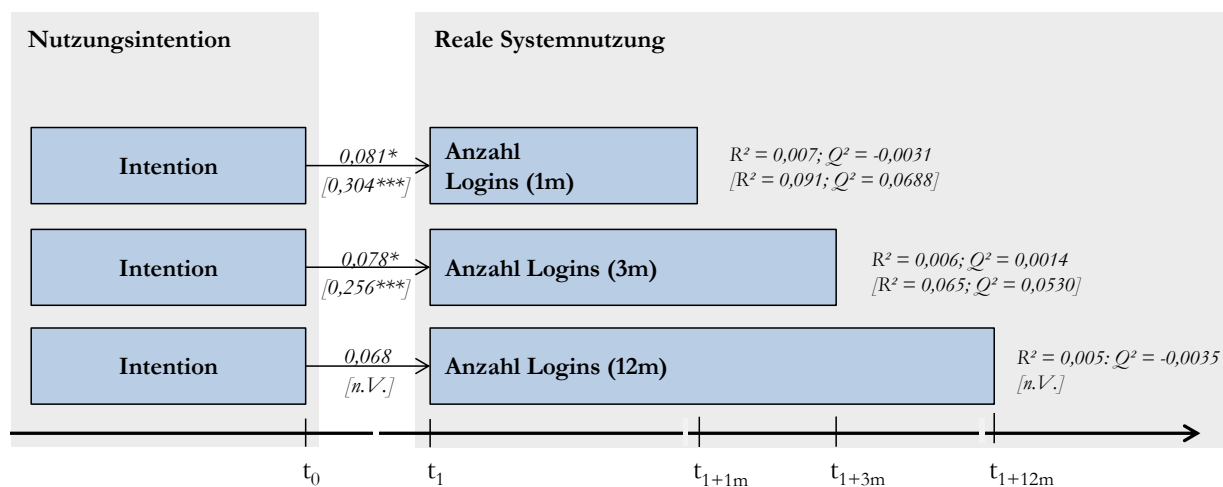 Nutzungsintention
Reale Systemnutzung
Intention
0,081*
[0,304***]
Anzahl
Logins (1m)
R² = 0,007; Q² = -0,0031
[R² = 0,091; Q² = 0,0688]
Intention
0,078*
[0,256***]
Anzahl Logins (3m)
R² = 0,006; Q² = 0,0014
[R² = 0,065; Q² = 0,0530]
Intention
0,068
[n.V.]
Anzahl Logins (12m)
R² = 0,005: Q² = -0,0035
[n.V.]
t₀
t₁
t₁₊₁ₘ
t₁₊₃ₘ
t₁₊₁₂ₘ